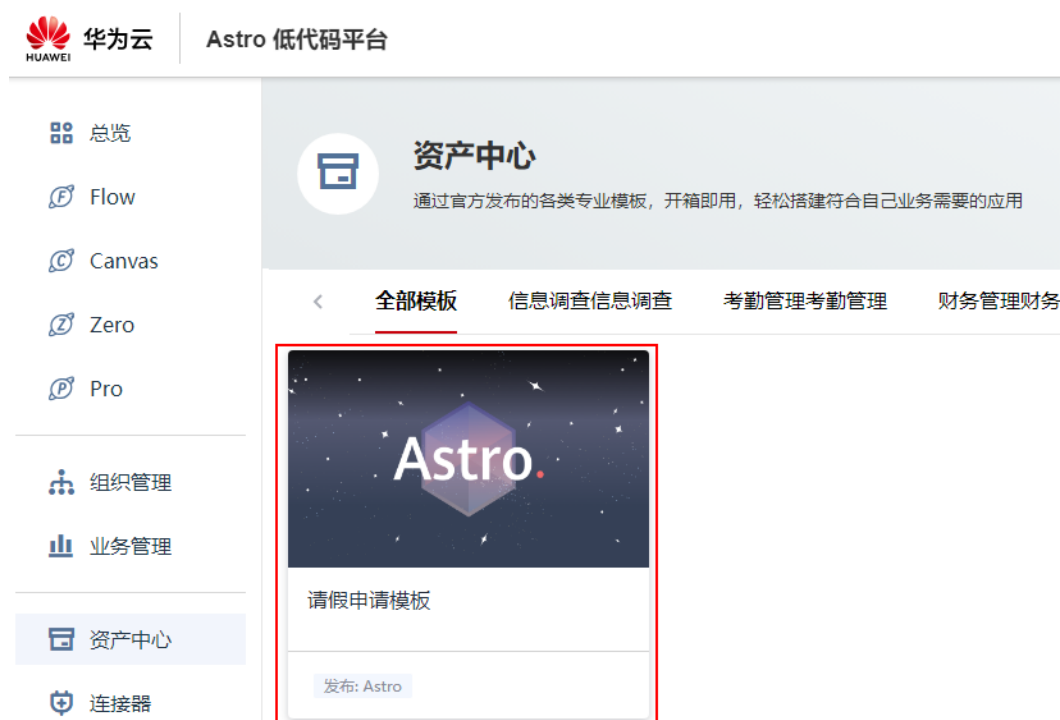 HUAWEI
华为云
Astro 低代码平台
总览
Flow
Canvas
Zero
Pro
组织管理
业务管理
资产中心
连接器
资产中心
通过官方发布的各类专业模板，开箱即用，轻松搭建符合自己业务需要的应用
全部模板 信息调查信息调查 考勤管理考勤管理 财务管理财务
Astro.
请假申请模板
发布: Astro